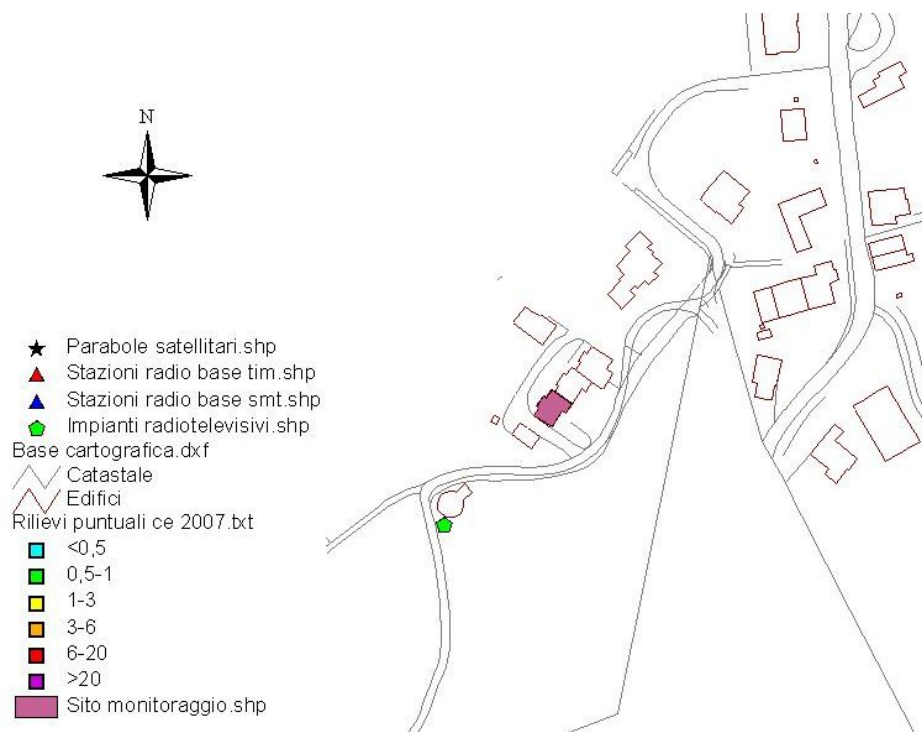 N
Parabole satellitari.shp
Stazioni radio base tim.shp
Stazioni radio base smt.shp
Impianti radiotelevisivi.shp
Base cartografica.dxf
Catastale
Edifici
Rilievi puntuali ce 2007.txt
<0,5
0,5-1
1-3
3-6
6-20
>20
Sito monitoraggio.shp